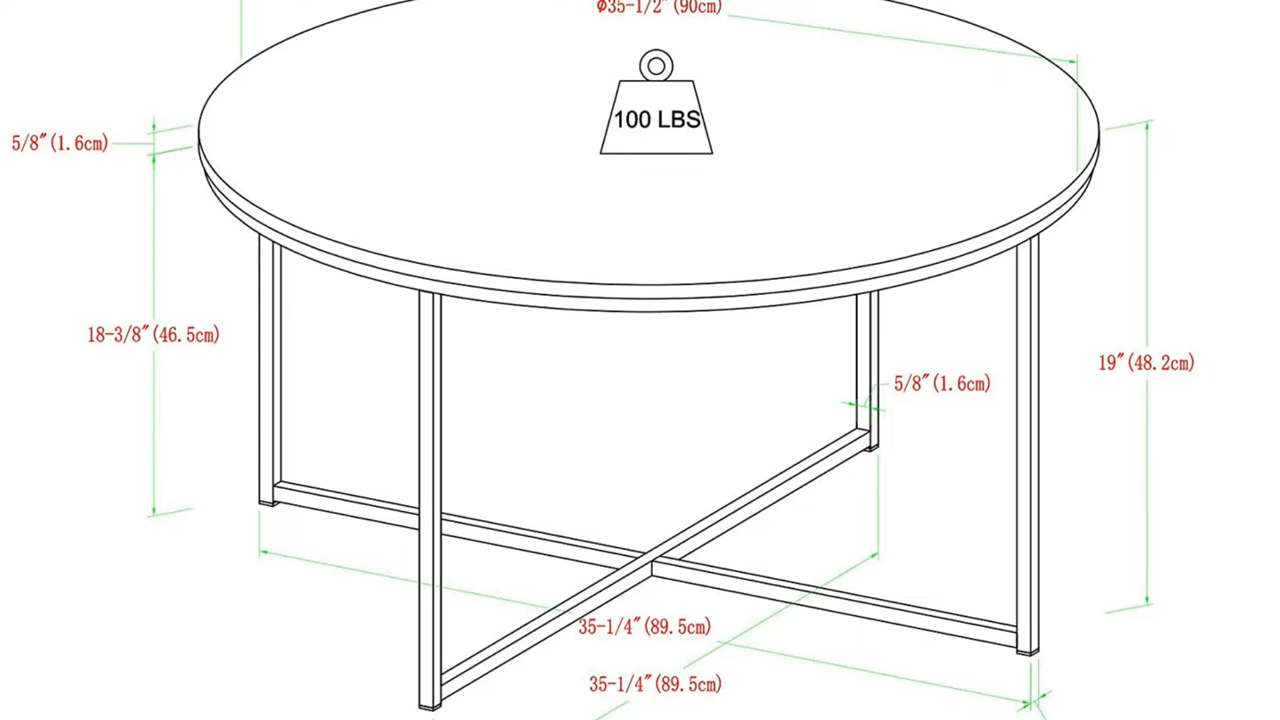 ϕ35-1/2"(90cm)
100 LBS
5/8"(1.6cm)
18-3/8"(46.5cm)
19"(48.2cm)
5/8"(1.6cm)
35-1/4"(89.5cm)
35-1/4"(89.5cm)